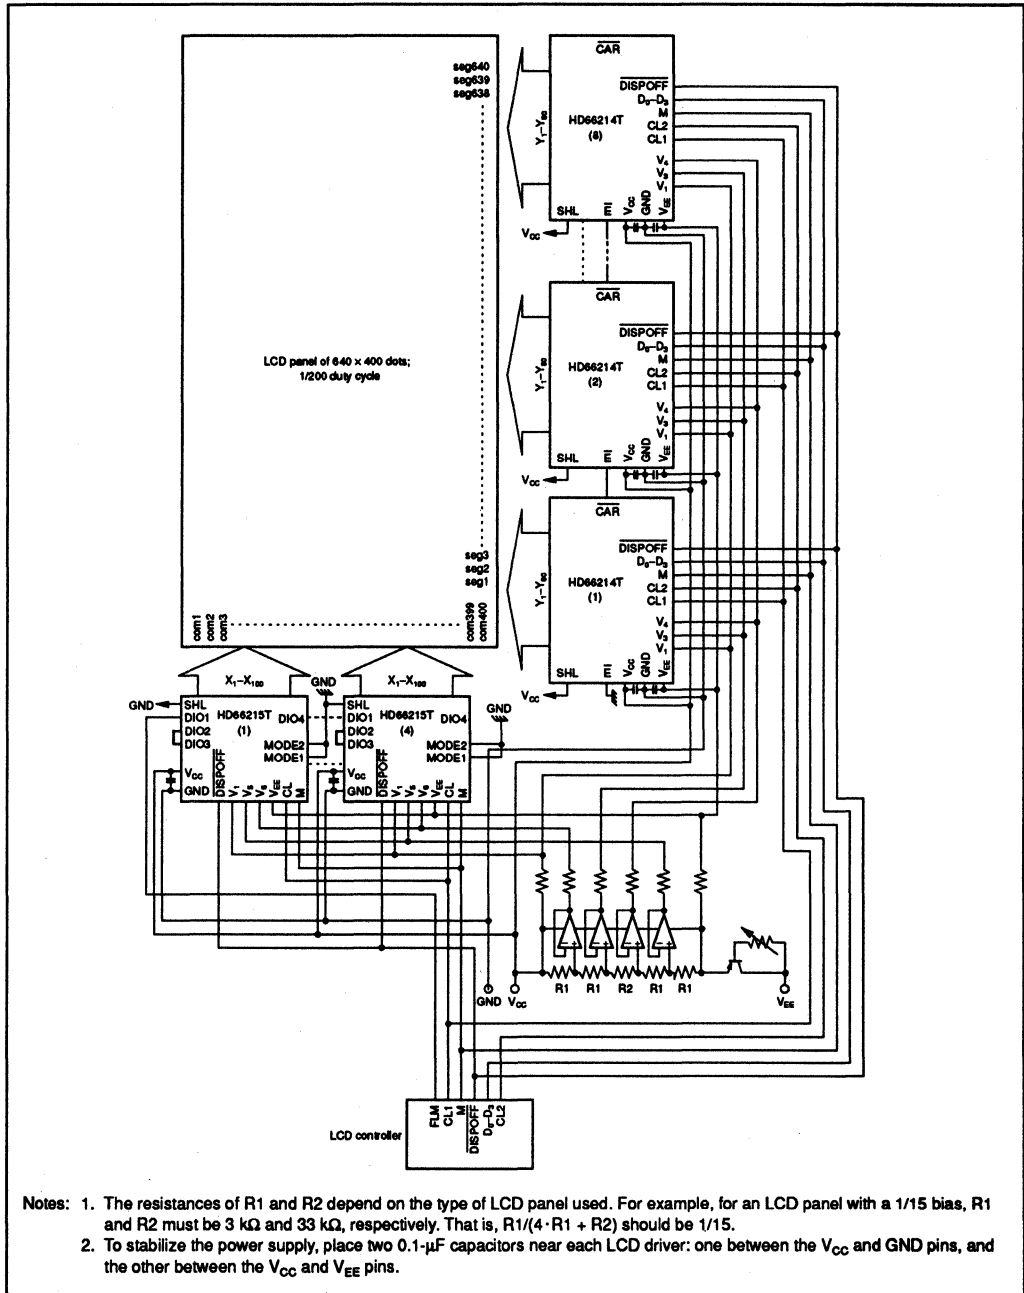 seg640
seg639
seg638
LCD panel of 640 × 400 dots;
1/200 duty cycle
seg3
seg2
seg1
com1
com2
com3
com399
com400
CAR
DISPOFF
D₀–D₃
M
CL2
CL1
V₄
V₃
V₁
HD66214T
(8)
Y₁–Y₈₀
SHL
EI
VCC
GND
VEE
VCC
CAR
DISPOFF
D₀–D₃
M
CL2
CL1
V₄
V₃
V₁
HD66214T
(2)
Y₁–Y₈₀
SHL
EI
VCC
GND
VEE
VCC
CAR
DISPOFF
D₀–D₃
M
CL2
CL1
V₄
V₃
V₁
HD66214T
(1)
Y₁–Y₈₀
SHL
EI
VCC
GND
VEE
VCC
X₁–X₁₀₀
GND
X₁–X₁₀₀
GND
GND
SHL
DIO1
DIO2
DIO3
HD66215T
(1)
DIO4
MODE2
MODE1
VCC
GND
DISPOFF
V₁
V₅
V₆
VEE
CL
M
SHL
DIO1
DIO2
DIO3
HD66215T
(4)
DIO4
MODE2
MODE1
VCC
GND
DISPOFF
V₁
V₅
V₆
VEE
CL
M
– +
– +
– +
– +
R1
R1
R2
R1
R1
GND
VCC
VEE
FLM
CL1
M
DISPOFF
D₀–D₃
CL2
LCD controller
Notes: 1. The resistances of R1 and R2 depend on the type of LCD panel used. For example, for an LCD panel with a 1/15 bias, R1
and R2 must be 3 kΩ and 33 kΩ, respectively. That is, R1/(4·R1 + R2) should be 1/15.
2. To stabilize the power supply, place two 0.1-µF capacitors near each LCD driver: one between the VCC and GND pins, and
the other between the VCC and VEE pins.